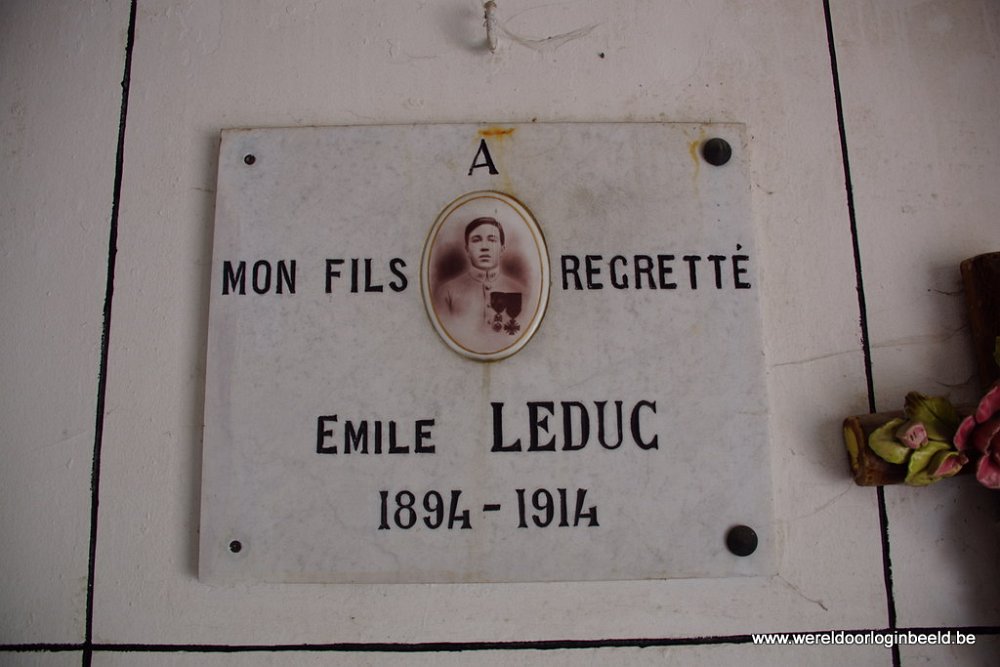 A
MON FILS REGRETTÉ
EMILE LEDUC
1894-1914
www.wereldoorloginbeeld.be